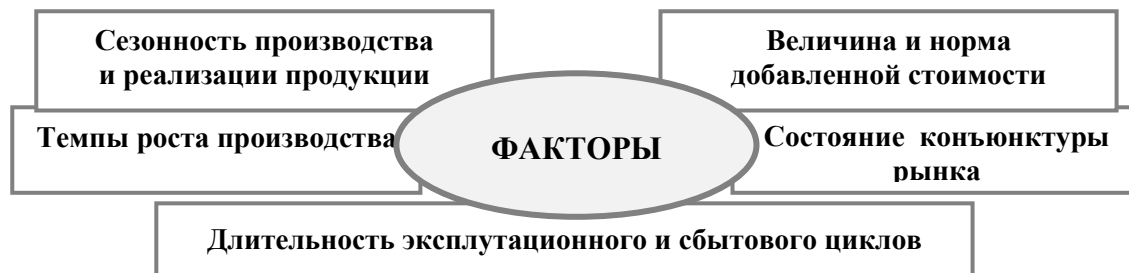 Сезонность производства
и реализации продукции
Величина и норма
добавленной стоимости
Темпы роста производства
ФАКТОРЫ
Состояние конъюнктуры
рынка
Длительность эксплутационного и сбытового циклов